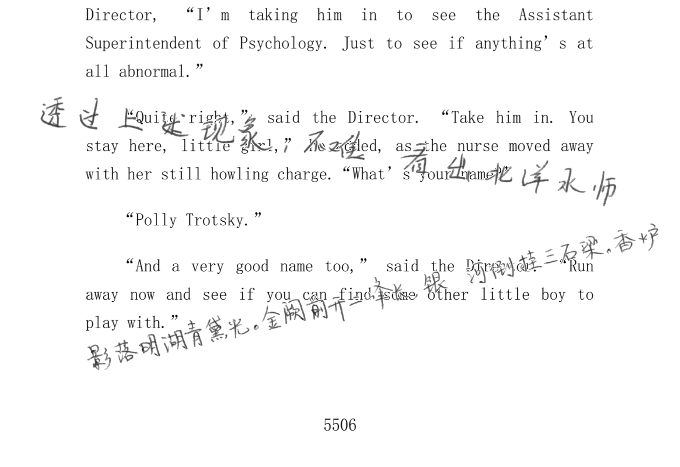 Director, “I’m taking him in to see the Assistant
Superintendent of Psychology. Just to see if anything’s at
all abnormal.”
“Quite right,” said the Director. “Take him in. You
透过上述现象，不难看出北洋水师
stay here, little girl,” he added, as the nurse moved away
with her still howling charge. “What’s your name?”
“Polly Trotsky.”
“And a very good name too,” said the Director. “Run
away now and see if you can find some other little boy to
play with.”
影落明湖青黛光。金阙前开二峰长，银河倒挂三石梁。香炉
5506